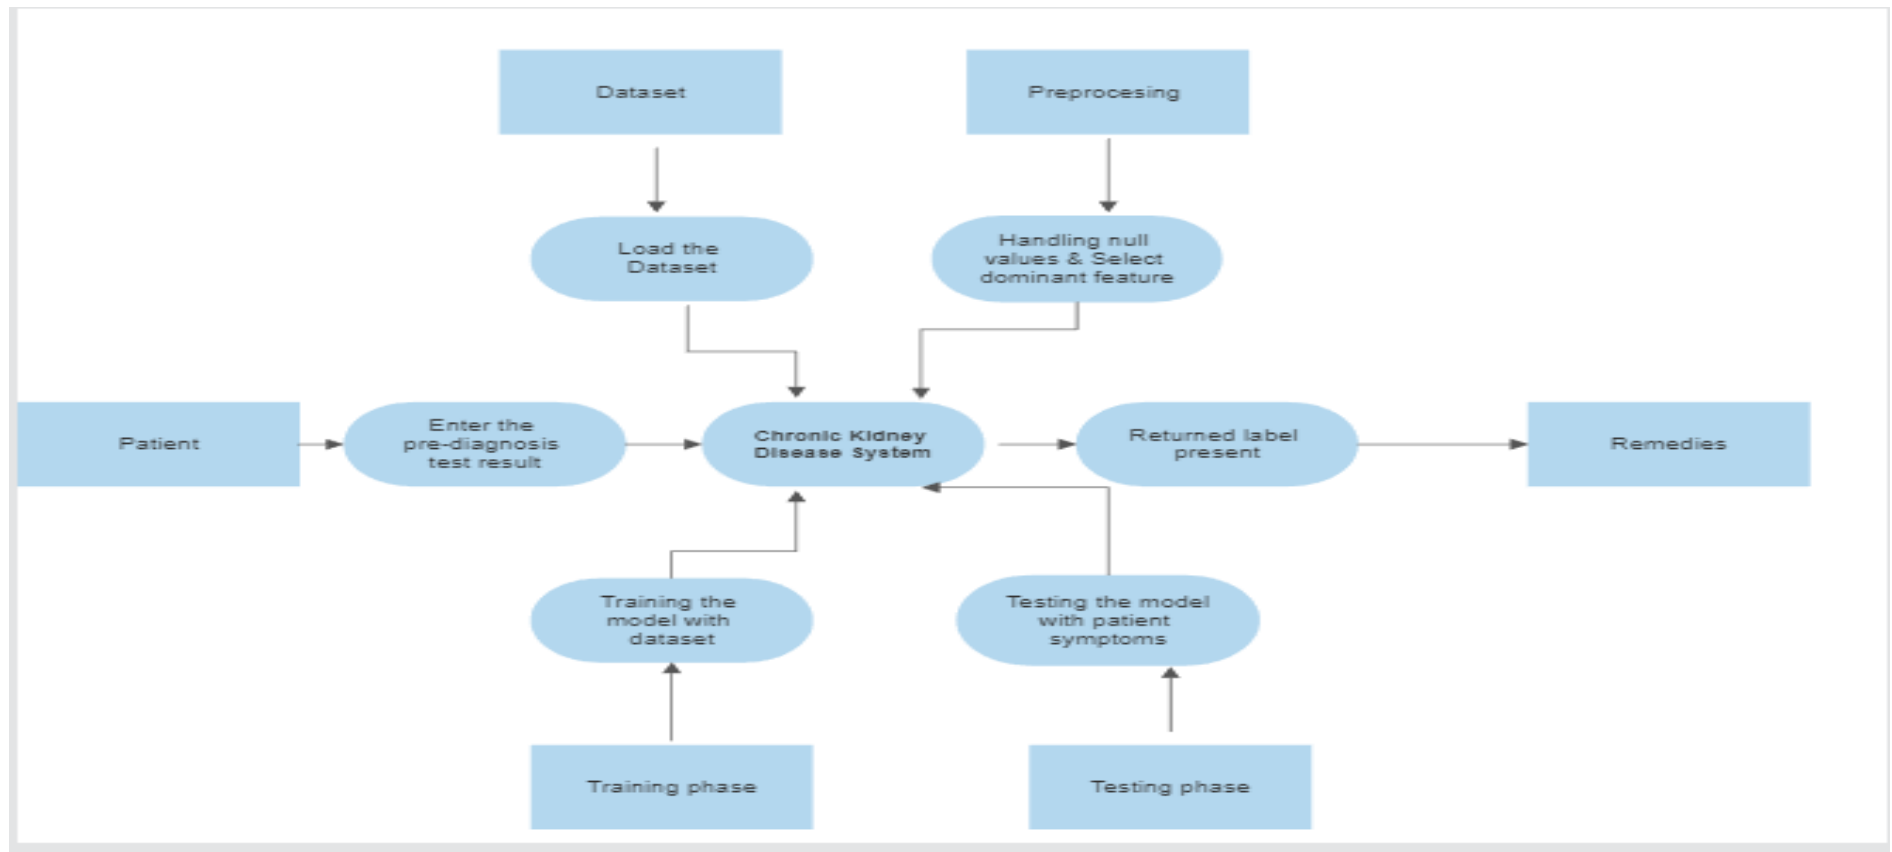 Dataset
Preprocesing
Load the
Dataset
Handling null
values & Select
dominant feature
Patient
Enter the
pre-diagnosis
test result
Chronic Kidney
Disease System
Returned label
present
Remedies
Training the
model with
dataset
Testing the model
with patient
symptoms
Training phase
Testing phase